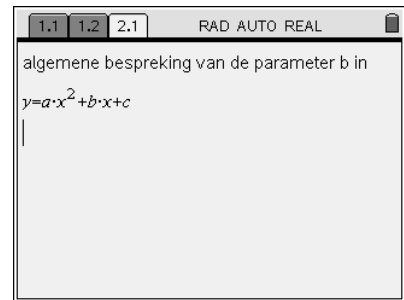 1.1 1.2 2.1 RAD AUTO REAL
algemene bespreking van de parameter b in
y=a·x²+b·x+c